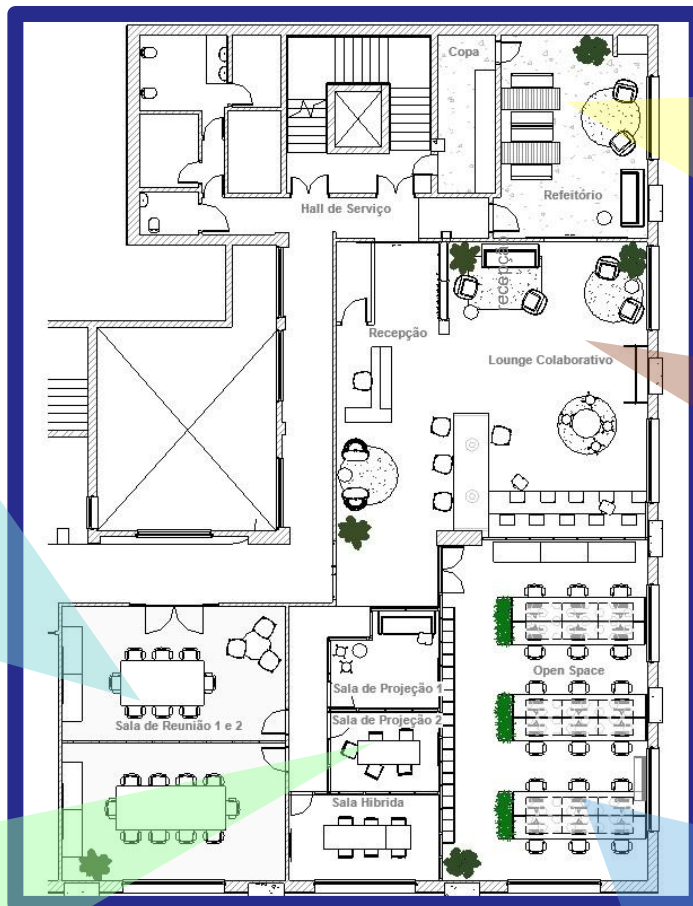 Copa
Refeitório
Hall de Serviço
recepção
Recepção
Lounge Colaborativo
Open Space
Sala de Projeção 1
Sala de Reunião 1 e 2
Sala de Projeção 2
Sala Hibrida